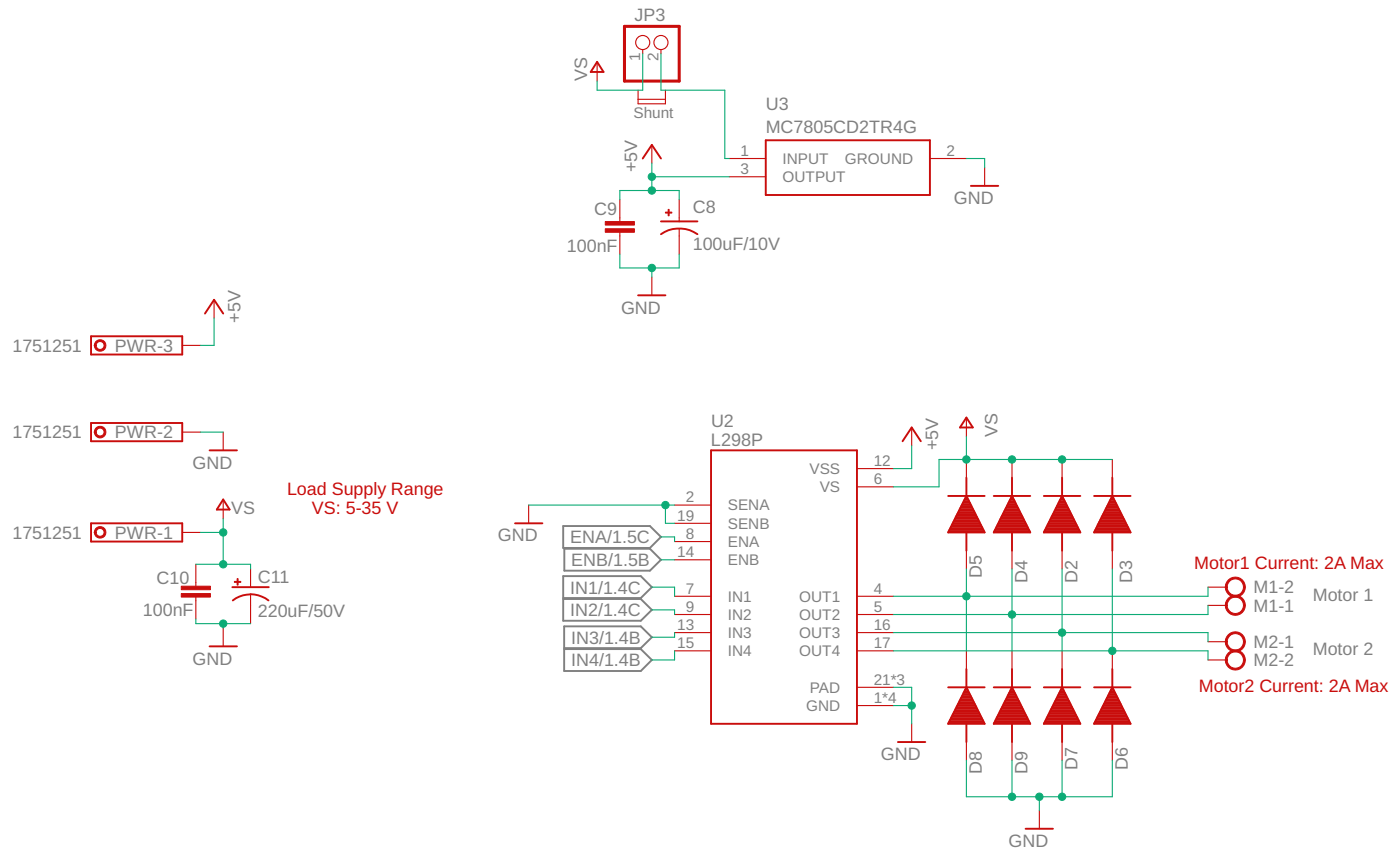 JP3
1
2
VS
Shunt
U3
MC7805CD2TR4G
1
INPUT
GROUND
2
3
OUTPUT
GND
+5V
C9
100nF
C8
100uF/10V
GND
+5V
1751251
PWR-3
1751251
PWR-2
GND
VS
Load Supply Range
VS: 5-35 V
1751251
PWR-1
C10
100nF
C11
220uF/50V
GND
U2
L298P
+5V
VS
VSS
12
VS
6
2
SENA
19
SENB
GND
ENA/1.5C
8
ENA
ENB/1.5B
14
ENB
IN1/1.4C
7
IN1
IN2/1.4C
9
IN2
IN3/1.4B
13
IN3
IN4/1.4B
15
IN4
OUT1
4
OUT2
5
OUT3
16
OUT4
17
PAD
21*3
GND
1*4
GND
D5
D4
D2
D3
Motor1 Current: 2A Max
M1-2
M1-1
Motor 1
M2-1
M2-2
Motor 2
Motor2 Current: 2A Max
D8
D9
D7
D6
GND